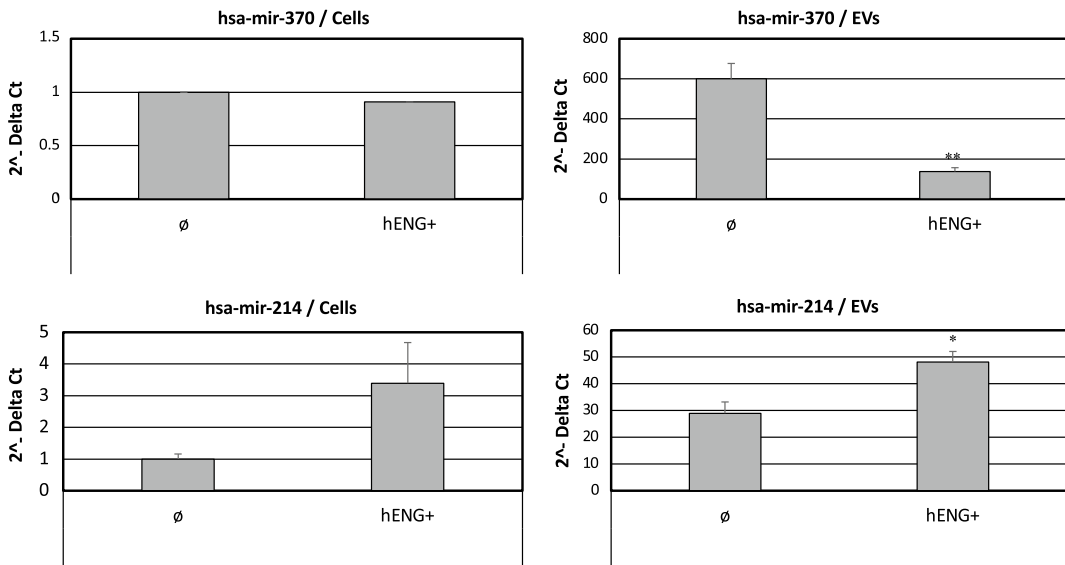 hsa-mir-370 / Cells
2^- Delta Ct
1.5
1
0.5
0
ø
hENG+
hsa-mir-370 / EVs
2^- Delta Ct
800
600
400
200
0
**
ø
hENG+
hsa-mir-214 / Cells
2^- Delta Ct
5
4
3
2
1
0
ø
hENG+
hsa-mir-214 / EVs
2^- Delta Ct
60
50
40
30
20
10
0
*
ø
hENG+